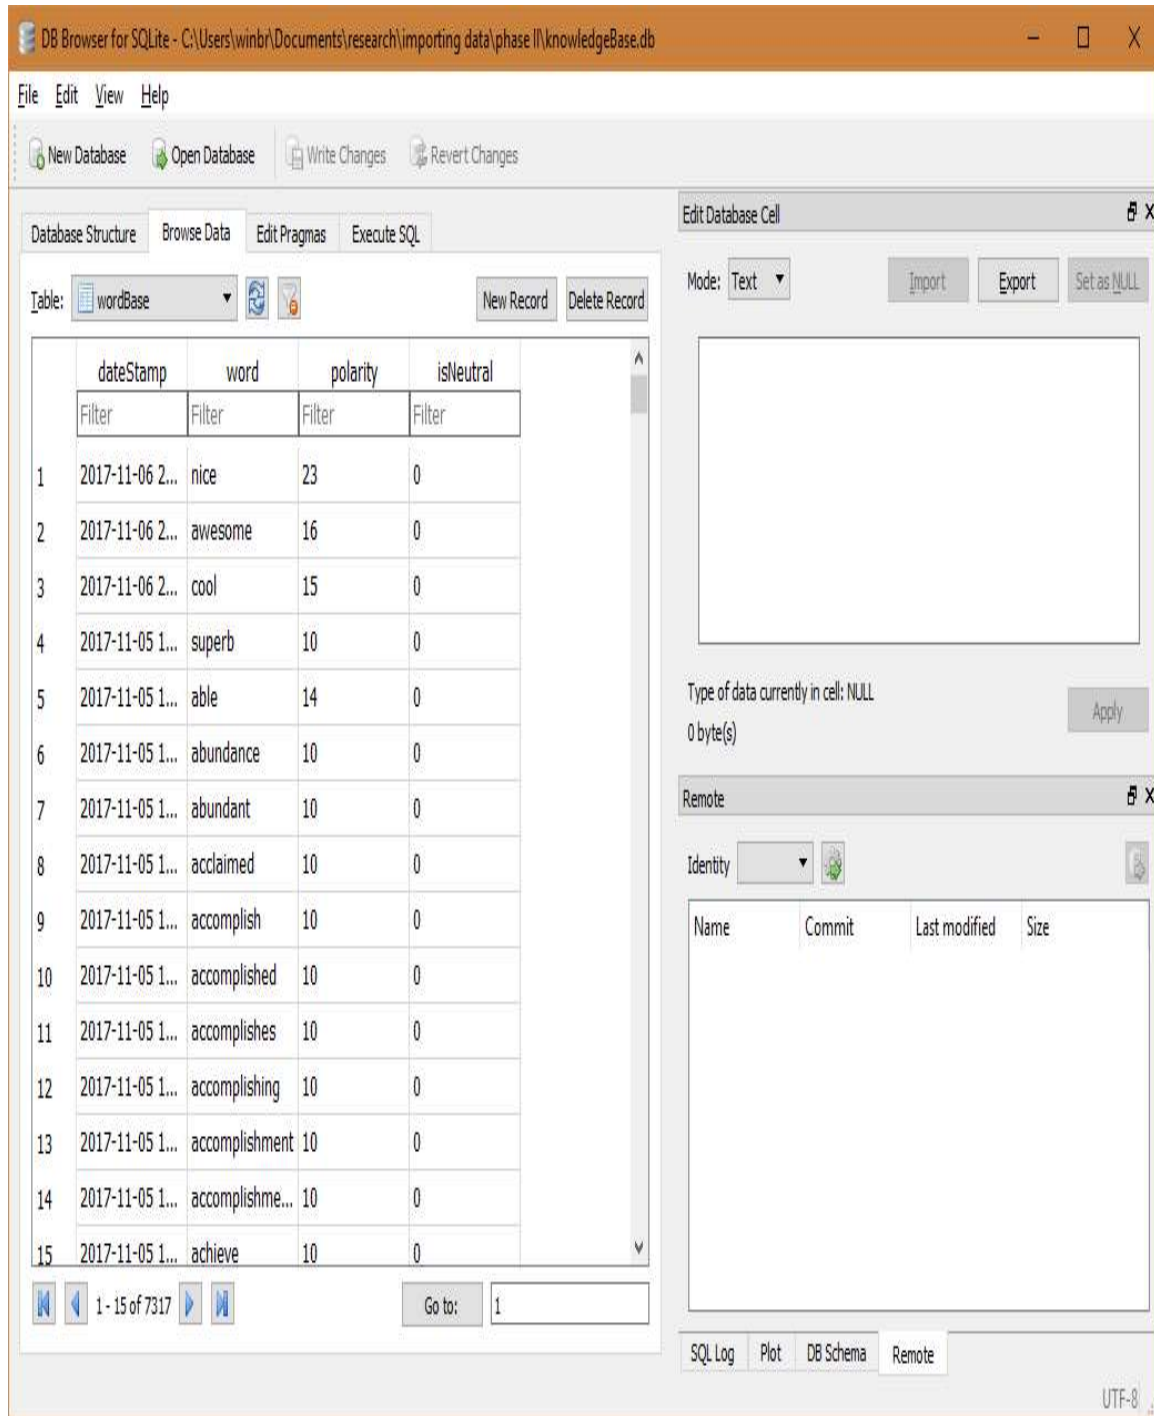 DB Browser for SQLite - C:\Users\winbr\Documents\research\importing data\phase II\knowledgeBase.db
File Edit View Help
New Database Open Database Write Changes Revert Changes
Database Structure Browse Data Edit Pragmas Execute SQL
Table: wordBase New Record Delete Record
dateStamp word polarity isNeutral
Filter Filter Filter Filter
1 2017-11-06 2... nice 23 0
2 2017-11-06 2... awesome 16 0
3 2017-11-06 2... cool 15 0
4 2017-11-05 1... superb 10 0
5 2017-11-05 1... able 14 0
6 2017-11-05 1... abundance 10 0
7 2017-11-05 1... abundant 10 0
8 2017-11-05 1... acclaimed 10 0
9 2017-11-05 1... accomplish 10 0
10 2017-11-05 1... accomplished 10 0
11 2017-11-05 1... accomplishes 10 0
12 2017-11-05 1... accomplishing 10 0
13 2017-11-05 1... accomplishment 10 0
14 2017-11-05 1... accomplishme... 10 0
15 2017-11-05 1... achieve 10 0
1 - 15 of 7317 Go to: 1
Edit Database Cell
Mode: Text Import Export Set as NULL
Type of data currently in cell: NULL
0 byte(s)
Apply
Remote
Identity
Name Commit Last modified Size
SQL Log Plot DB Schema Remote
UTF-8